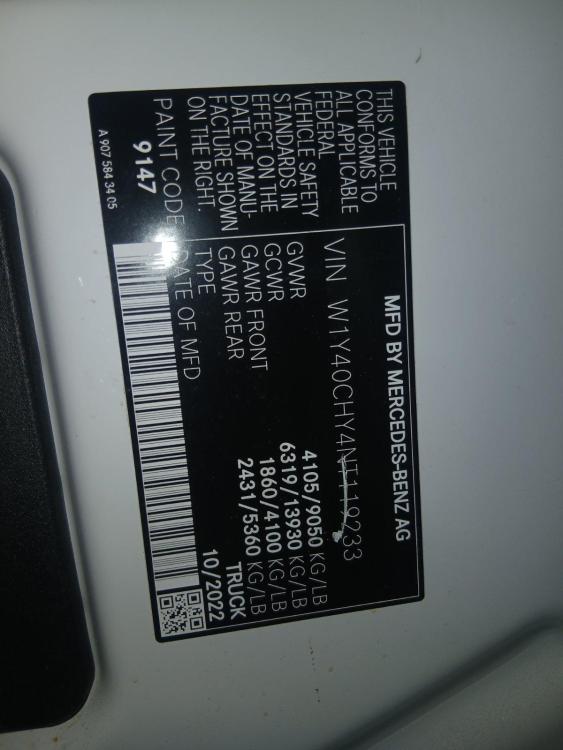 MFD BY MERCEDES-BENZ AG
VIN W1Y40CHY4NT119233
GVWR 4105/9050 KG/LB
GCWR 6319/13930 KG/LB
GAWR FRONT 1860/4100 KG/LB
GAWR REAR 2431/5360 KG/LB
TYPE TRUCK
DATE OF MFD 10/2022
THIS VEHICLE
CONFORMS TO
ALL APPLICABLE
FEDERAL
VEHICLE SAFETY
STANDARDS IN
EFFECT ON THE
DATE OF MANU-
FACTURE SHOWN
ON THE RIGHT.
PAINT CODE
9147
A 907 584 34 05